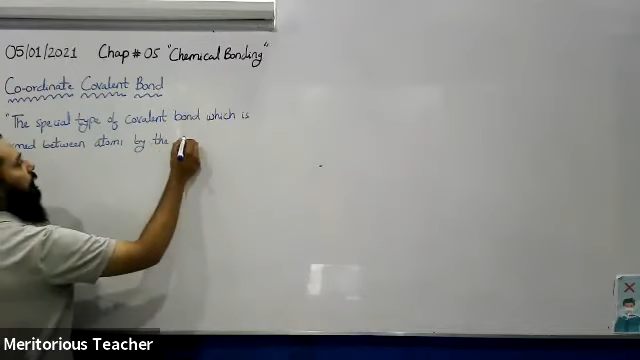 05/01/2021 Chap # 05 "Chemical Bonding"
Co-ordinate Covalent Bond
"The special type of covalent bond which is
med between atoms by the
Meritorious Teacher